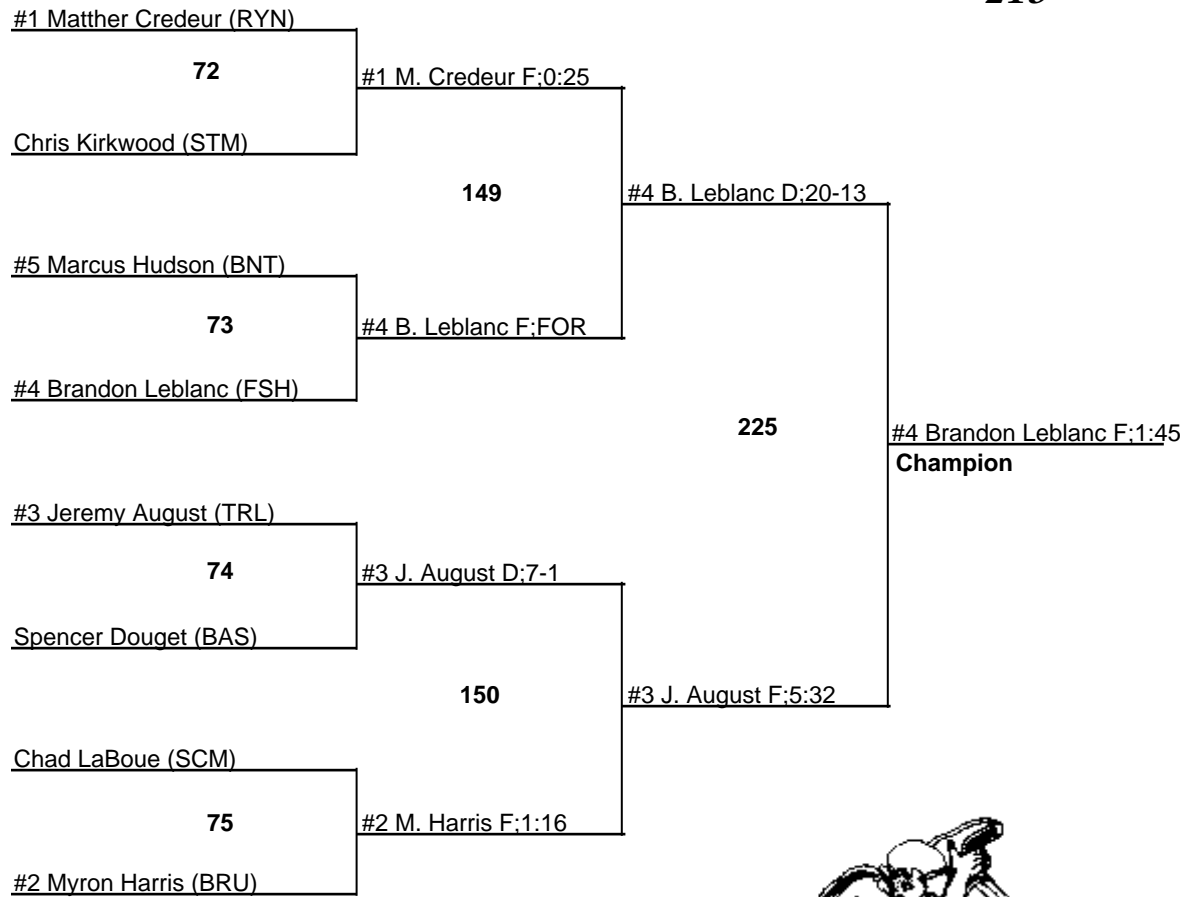 215
#1 Matther Credeur (RYN)
72
#1 M. Credeur F;0:25
Chris Kirkwood (STM)
149
#4 B. Leblanc D;20-13
#5 Marcus Hudson (BNT)
73
#4 B. Leblanc F;FOR
#4 Brandon Leblanc (FSH)
225
#4 Brandon Leblanc F;1:45
Champion
#3 Jeremy August (TRL)
74
#3 J. August D;7-1
Spencer Douget (BAS)
150
#3 J. August F;5:32
Chad LaBoue (SCM)
75
#2 M. Harris F;1:16
#2 Myron Harris (BRU)